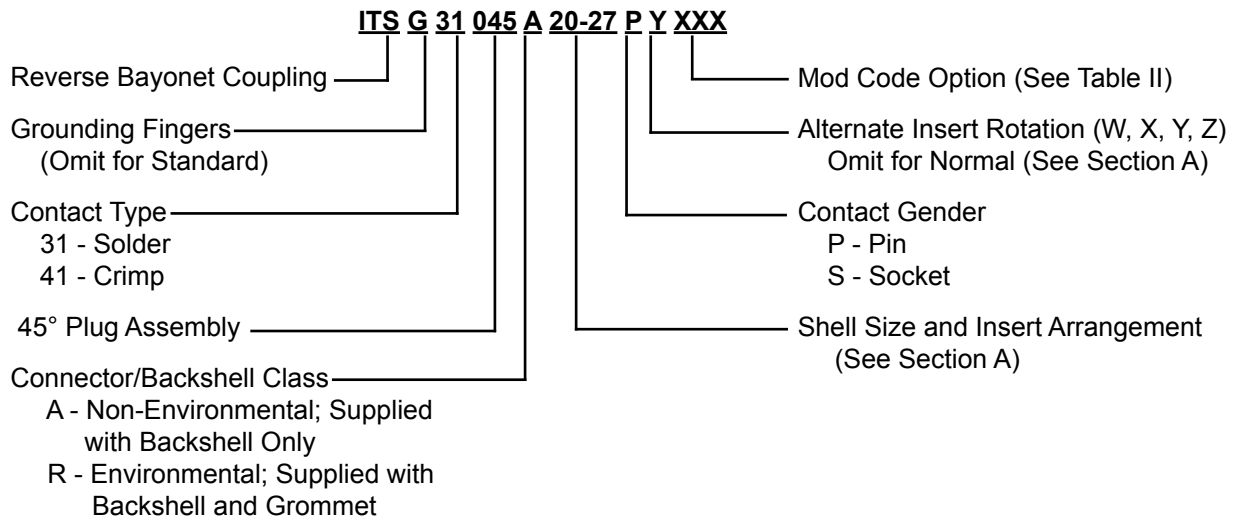 ITS G 31 045 A 20-27 P Y XXX
Reverse Bayonet Coupling
Grounding Fingers
(Omit for Standard)
Contact Type
31 - Solder
41 - Crimp
45° Plug Assembly
Connector/Backshell Class
A - Non-Environmental; Supplied
with Backshell Only
R - Environmental; Supplied with
Backshell and Grommet
Mod Code Option (See Table II)
Alternate Insert Rotation (W, X, Y, Z)
Omit for Normal (See Section A)
Contact Gender
P - Pin
S - Socket
Shell Size and Insert Arrangement
(See Section A)